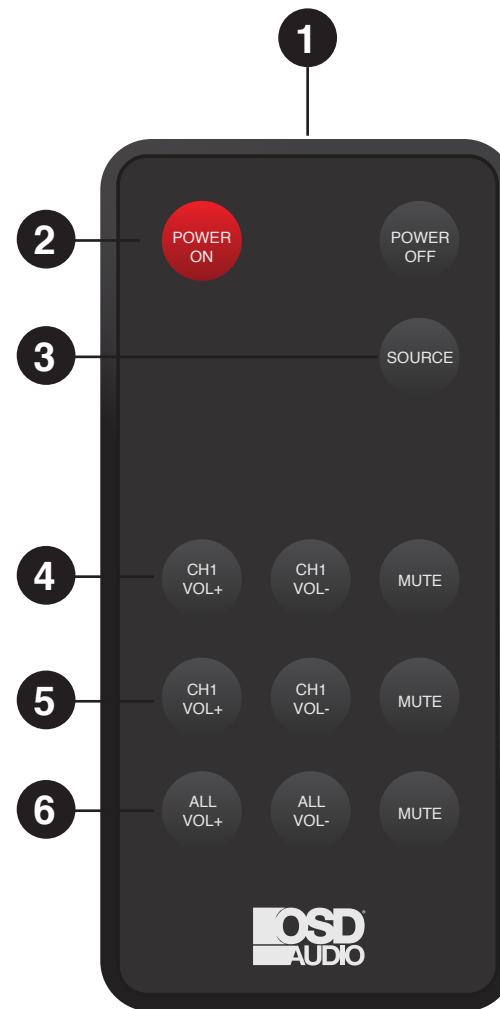 1
2
POWER
ON
POWER
OFF
3
SOURCE
4
CH1
VOL+
CH1
VOL-
MUTE
5
CH1
VOL+
CH1
VOL-
MUTE
6
ALL
VOL+
ALL
VOL-
MUTE
OSD
AUDIO